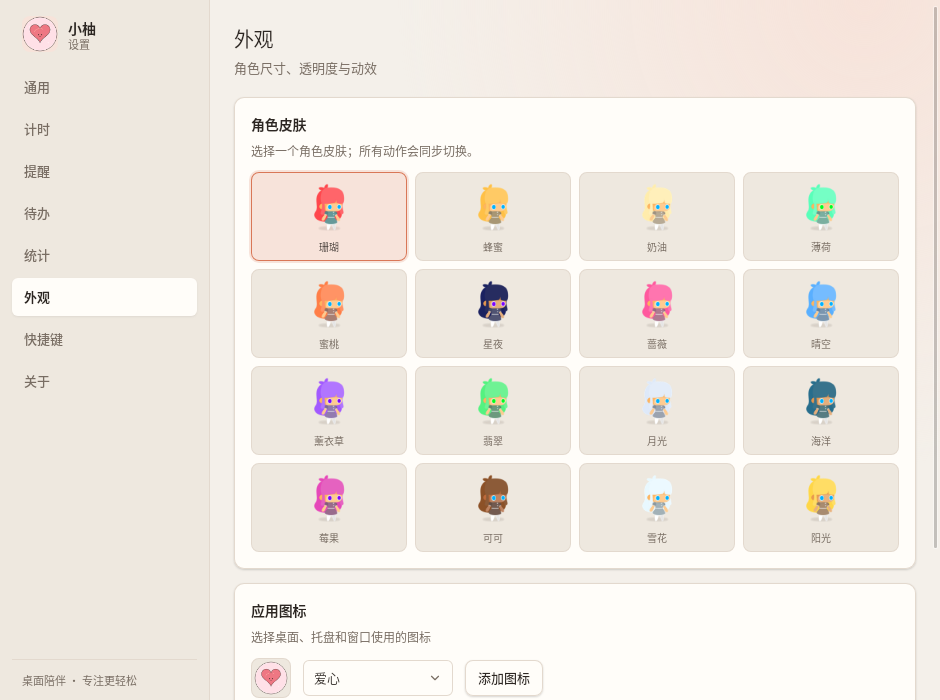 小柚
设置
通用
计时
提醒
待办
统计
外观
快捷键
关于
桌面陪伴 · 专注更轻松
外观
角色尺寸、透明度与动效
角色皮肤
选择一个角色皮肤；所有动作会同步切换。
珊瑚 蜂蜜 奶油 薄荷
蜜桃 星夜 蔷薇 晴空
薰衣草 翡翠 月光 海洋
莓果 可可 雪花 阳光
应用图标
选择桌面、托盘和窗口使用的图标
爱心 添加图标